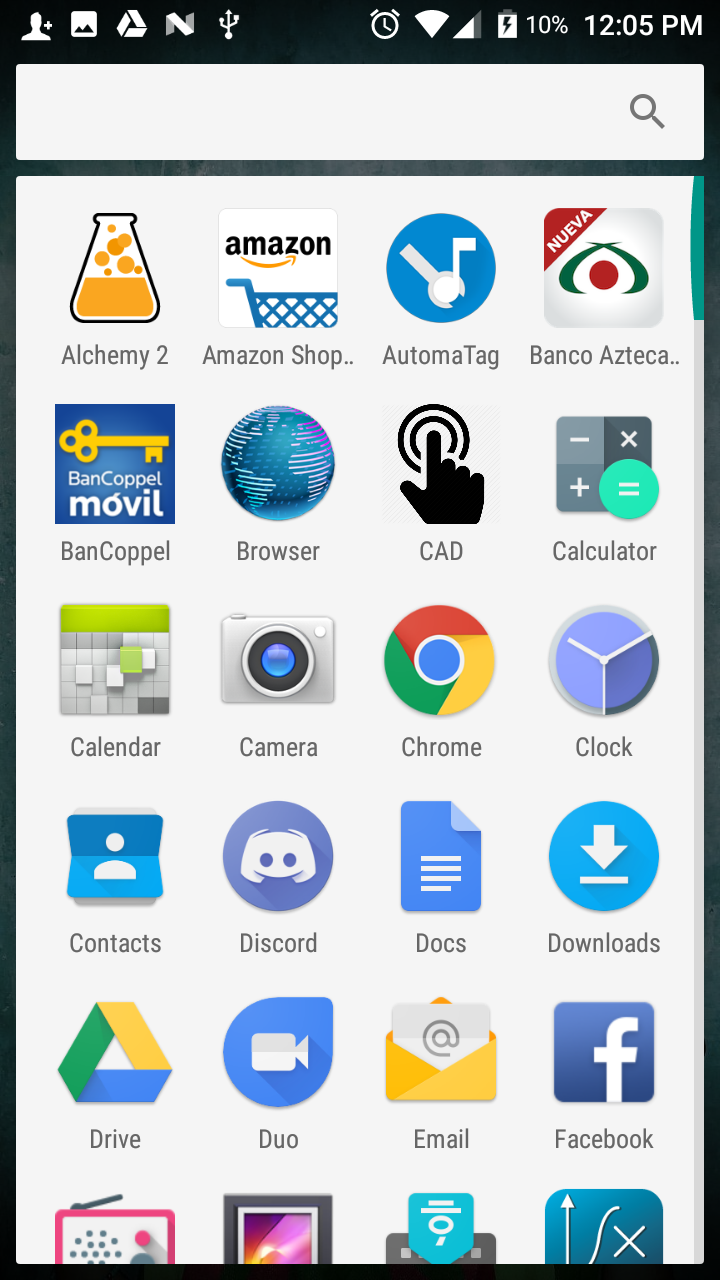 10% 12:05 PM
amazon
NUEVA
Alchemy 2 Amazon Shop.. AutomaTag Banco Azteca..
BanCoppel
móvil
BanCoppel Browser CAD Calculator
Calendar Camera Chrome Clock
Contacts Discord Docs Downloads
@
Drive Duo Email Facebook